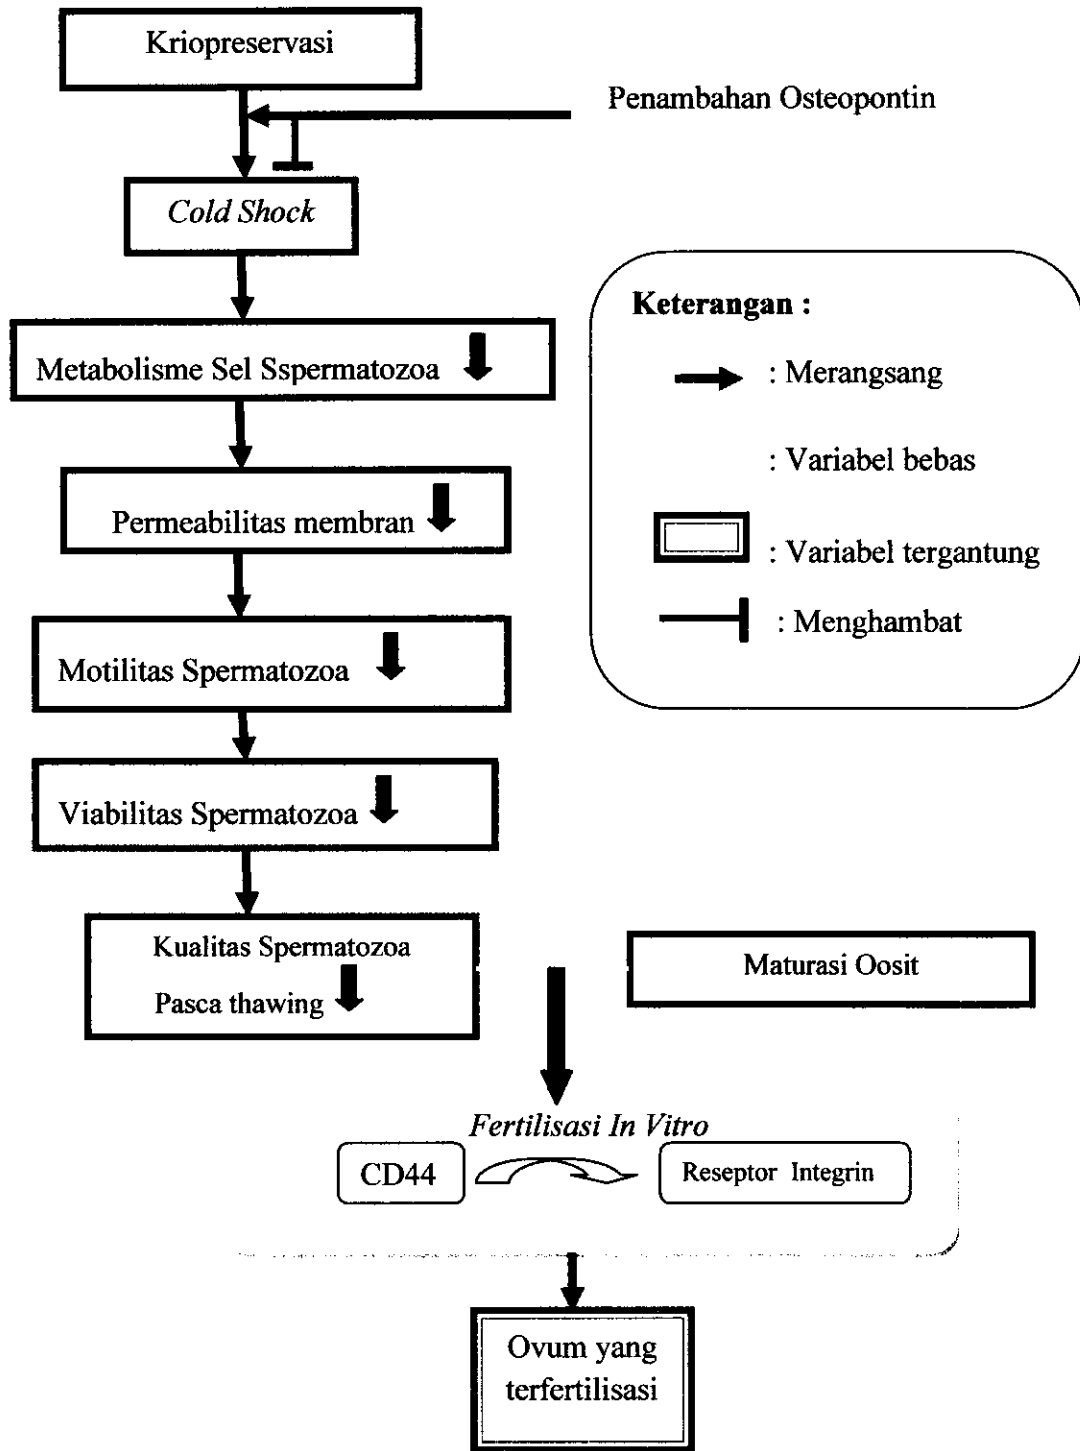 Kriopreservasi
Penambahan Osteopontin
Cold Shock
Keterangan :
: Merangsang
: Variabel bebas
: Variabel tergantung
: Menghambat
Metabolisme Sel Sspermatozoa
Permeabilitas membran
Motilitas Spermatozoa
Viabilitas Spermatozoa
Kualitas Spermatozoa
Pasca thawing
Maturasi Oosit
Fertilisasi In Vitro
CD44
Reseptor Integrin
Ovum yang
terfertilisasi